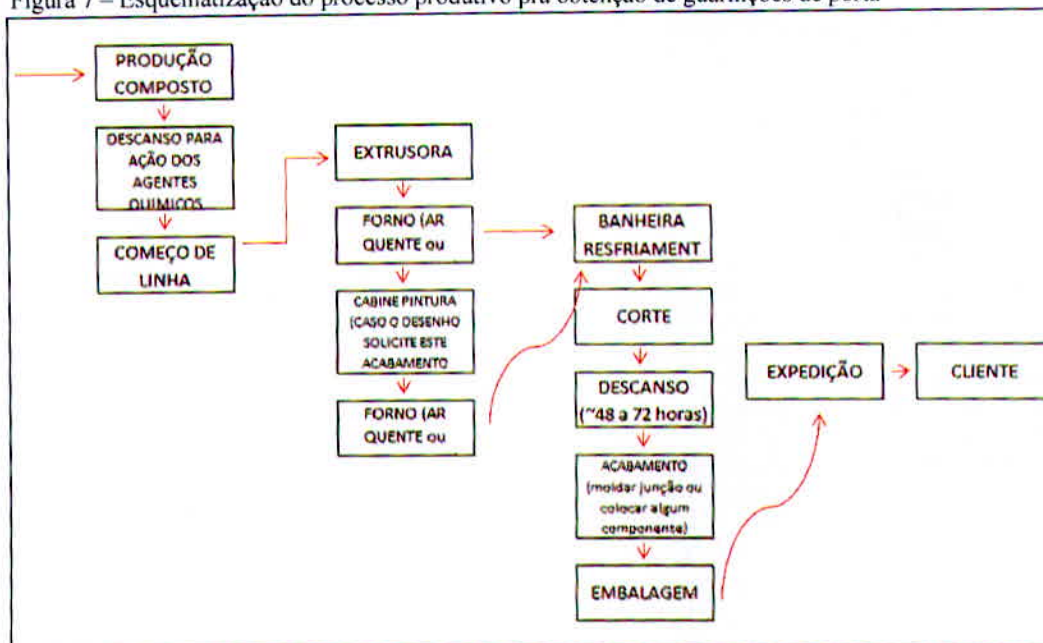 Figura 7 – Esquematização do processo produtivo pra obtenção de guarnições de
PRODUÇÃO
COMPOSTO
DESCANSO PARA
AÇÃO DOS
AGENTES
QUIMICOS
COMEÇO DE
LINHA
EXTRUSORA
FORNO (AR
QUENTE ou
CABINE PINTURA
(CASO O DESENHO
SOLICITE ESTE
ACABAMENTO
FORNO (AR
QUENTE ou
BANHEIRA
RESFRIAMENT
CORTE
DESCANSO
(~48 a 72 horas)
ACABAMENTO
(moldar junção ou
colocar algum
componente)
EMBALAGEM
EXPEDIÇÃO
CLIENTE